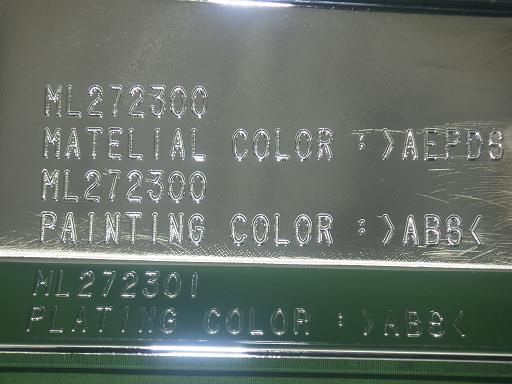 ML272300
MATELIAL COLOR :>AEPDS
ML272300
PAINTING COLOR :>ABS<
ML272301
PLATING COLOR :>ABS<